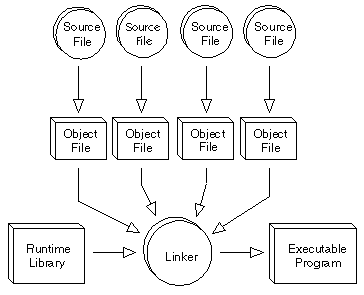 Source
File
Source
File
Source
File
Source
File
Object
File
Object
File
Object
File
Object
File
Runtime
Library
Linker
Executable
Program